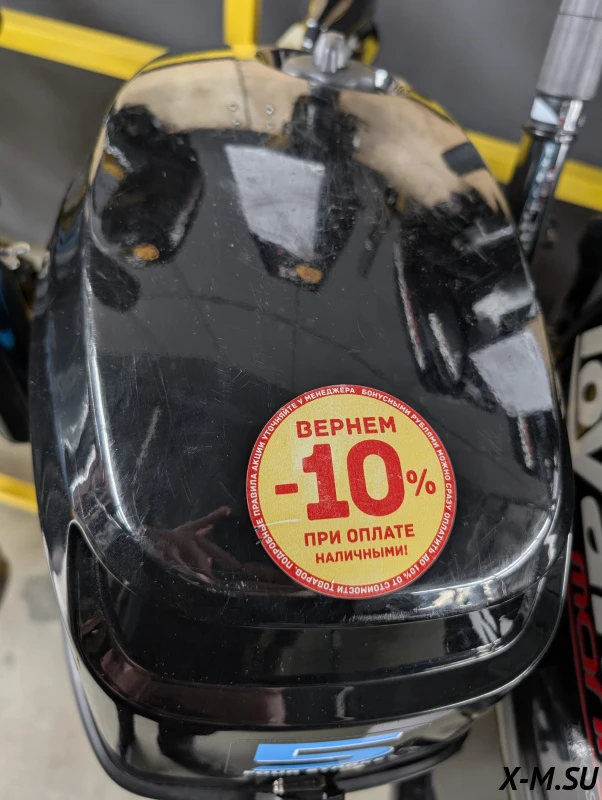 ВЕРНЕМ
-10%
ПРИ ОПЛАТЕ
НАЛИЧНЫМИ!
БОНУСНЫМИ РУБЛЯМИ МОЖНО СРАЗУ ОПЛАТИТЬ ДО 10% ОТ СТОИМОСТИ ТОВАРОВ. ПОДРОБНЫЕ ПРАВИЛА АКЦИИ УТОЧНЯЙТЕ У МЕНЕДЖЕРА
X-M.SU